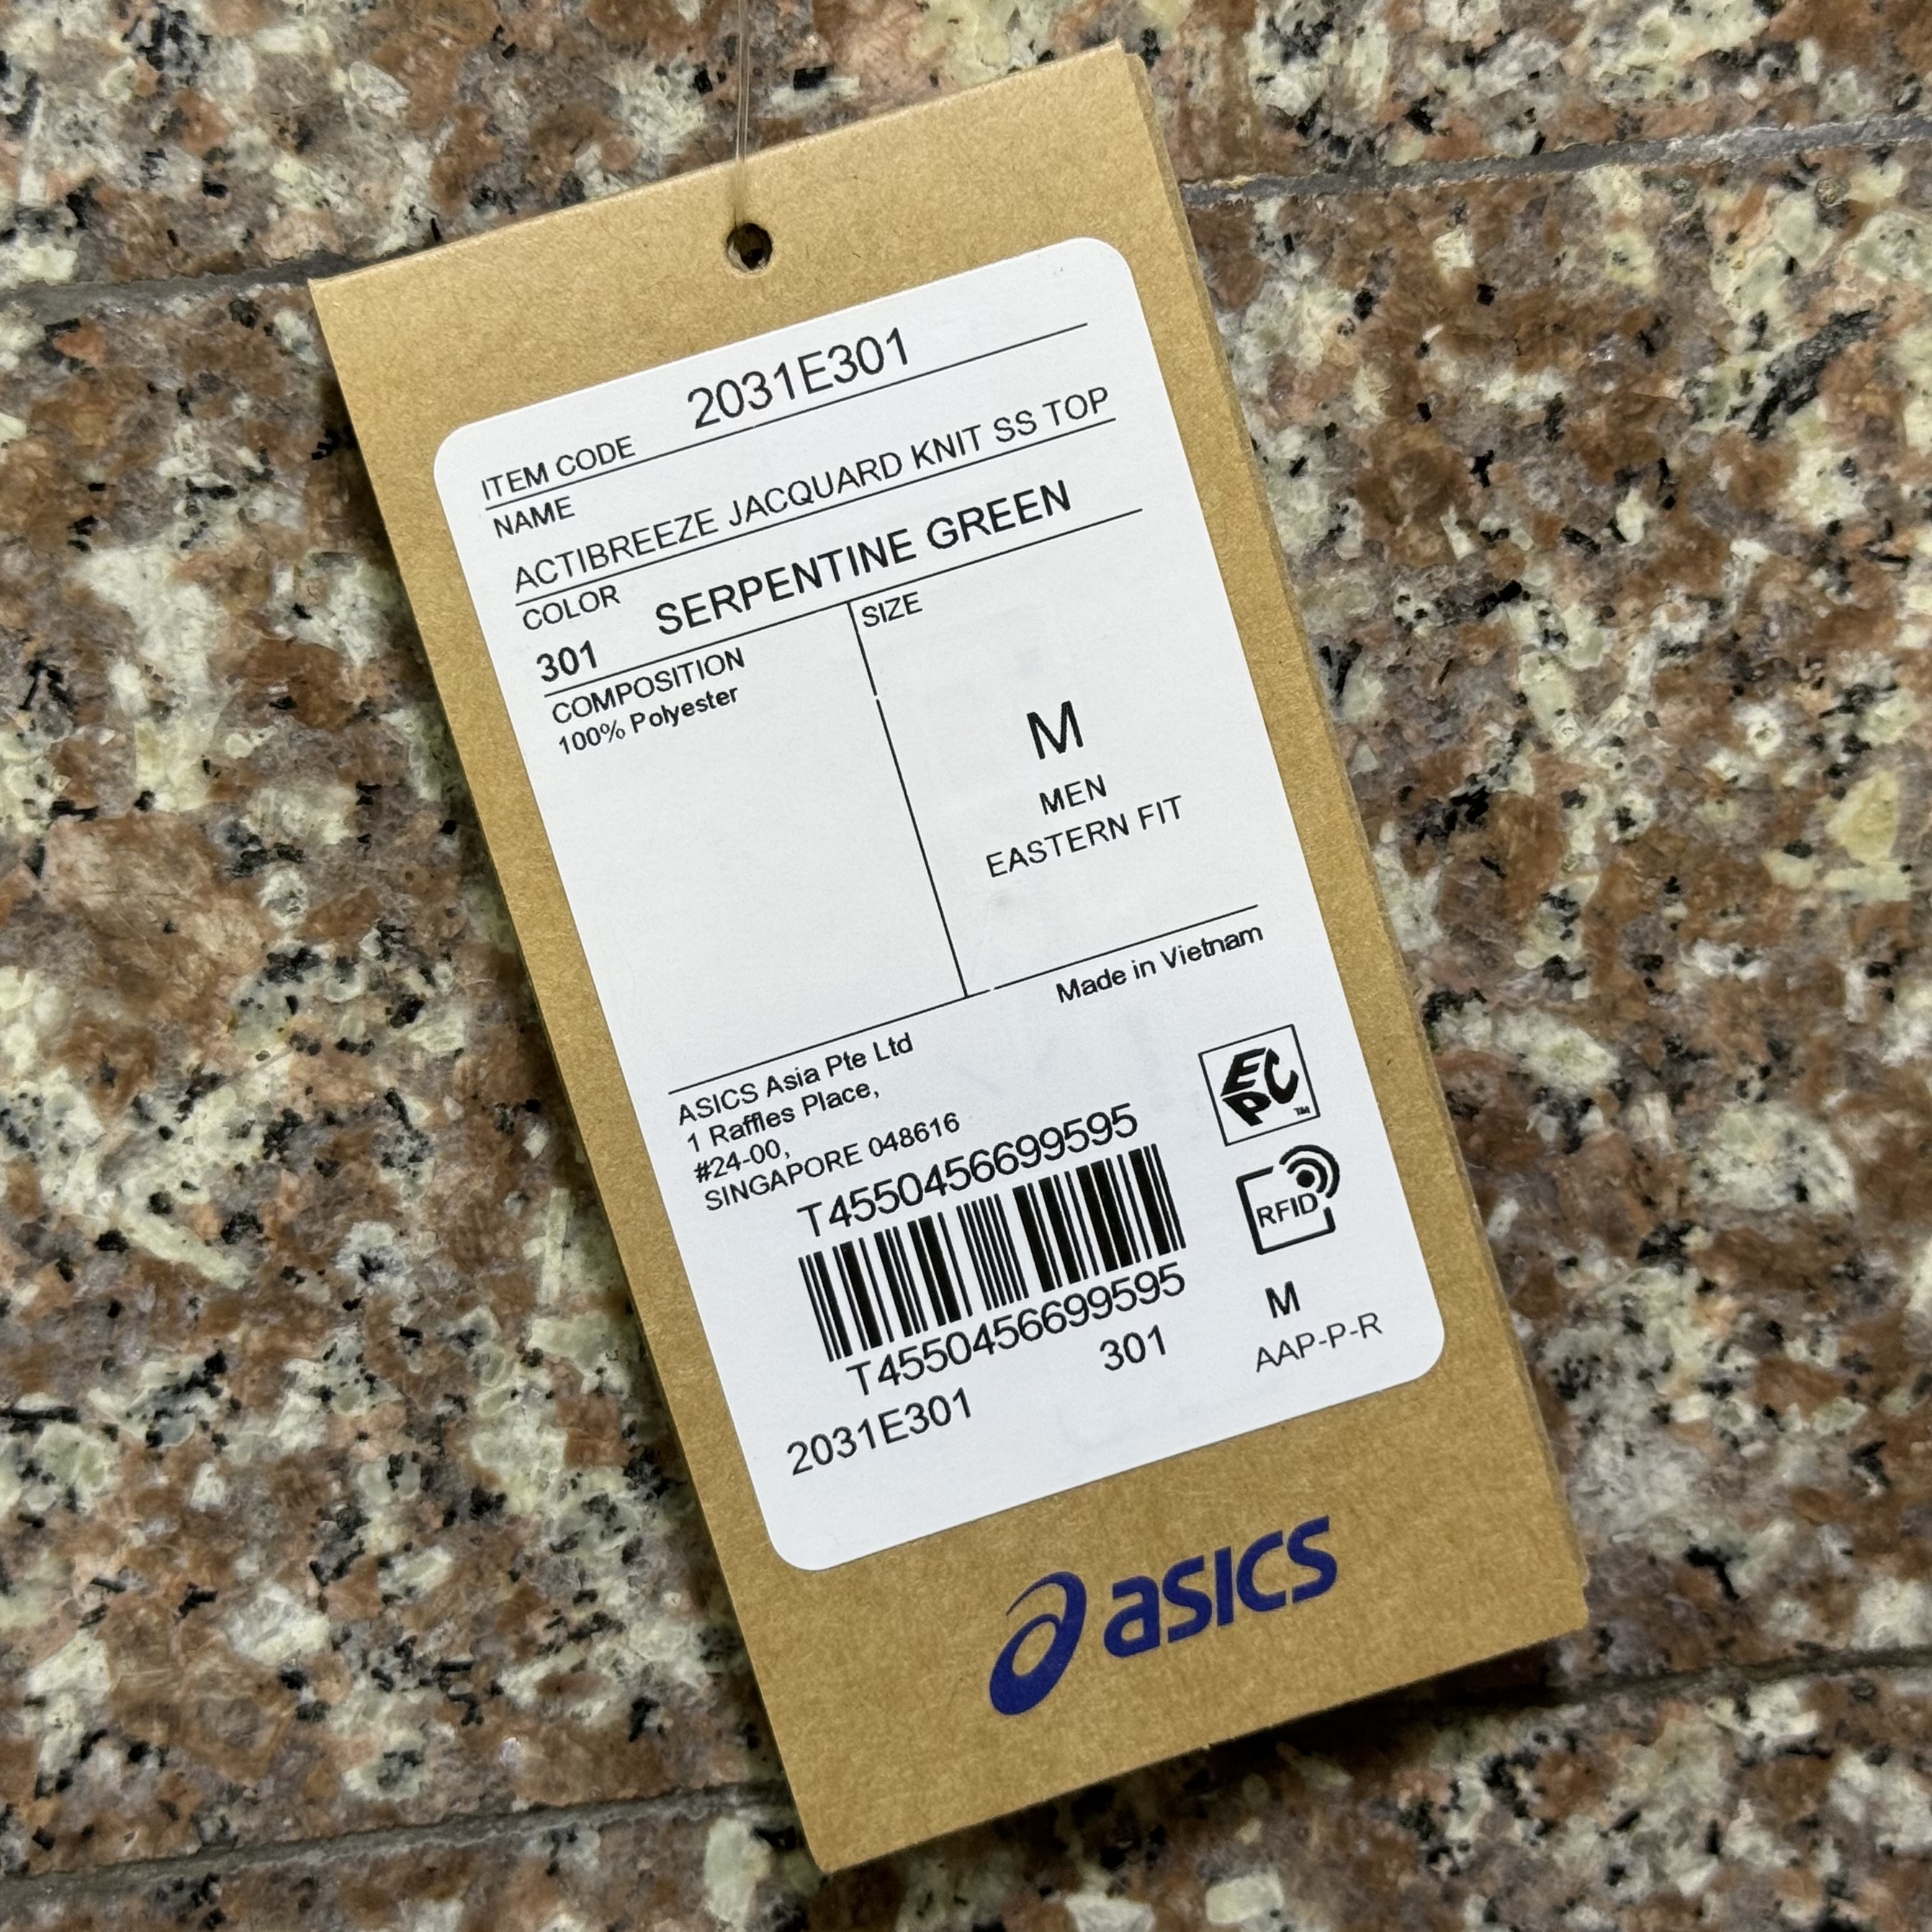 ITEM CODE 2031E301
NAME
ACTIBREEZE JACQUARD KNIT SS TOP
COLOR
301 SERPENTINE GREEN
COMPOSITION
100% Polyester
SIZE
M
MEN
EASTERN FIT
Made in Vietnam
ASICS Asia Pte Ltd
1 Raffles Place,
#24-00,
SINGAPORE 048616
EPC™
T4550456699595
RFID
T4550456699595
2031E301 301
M
AAP-P-R
asics